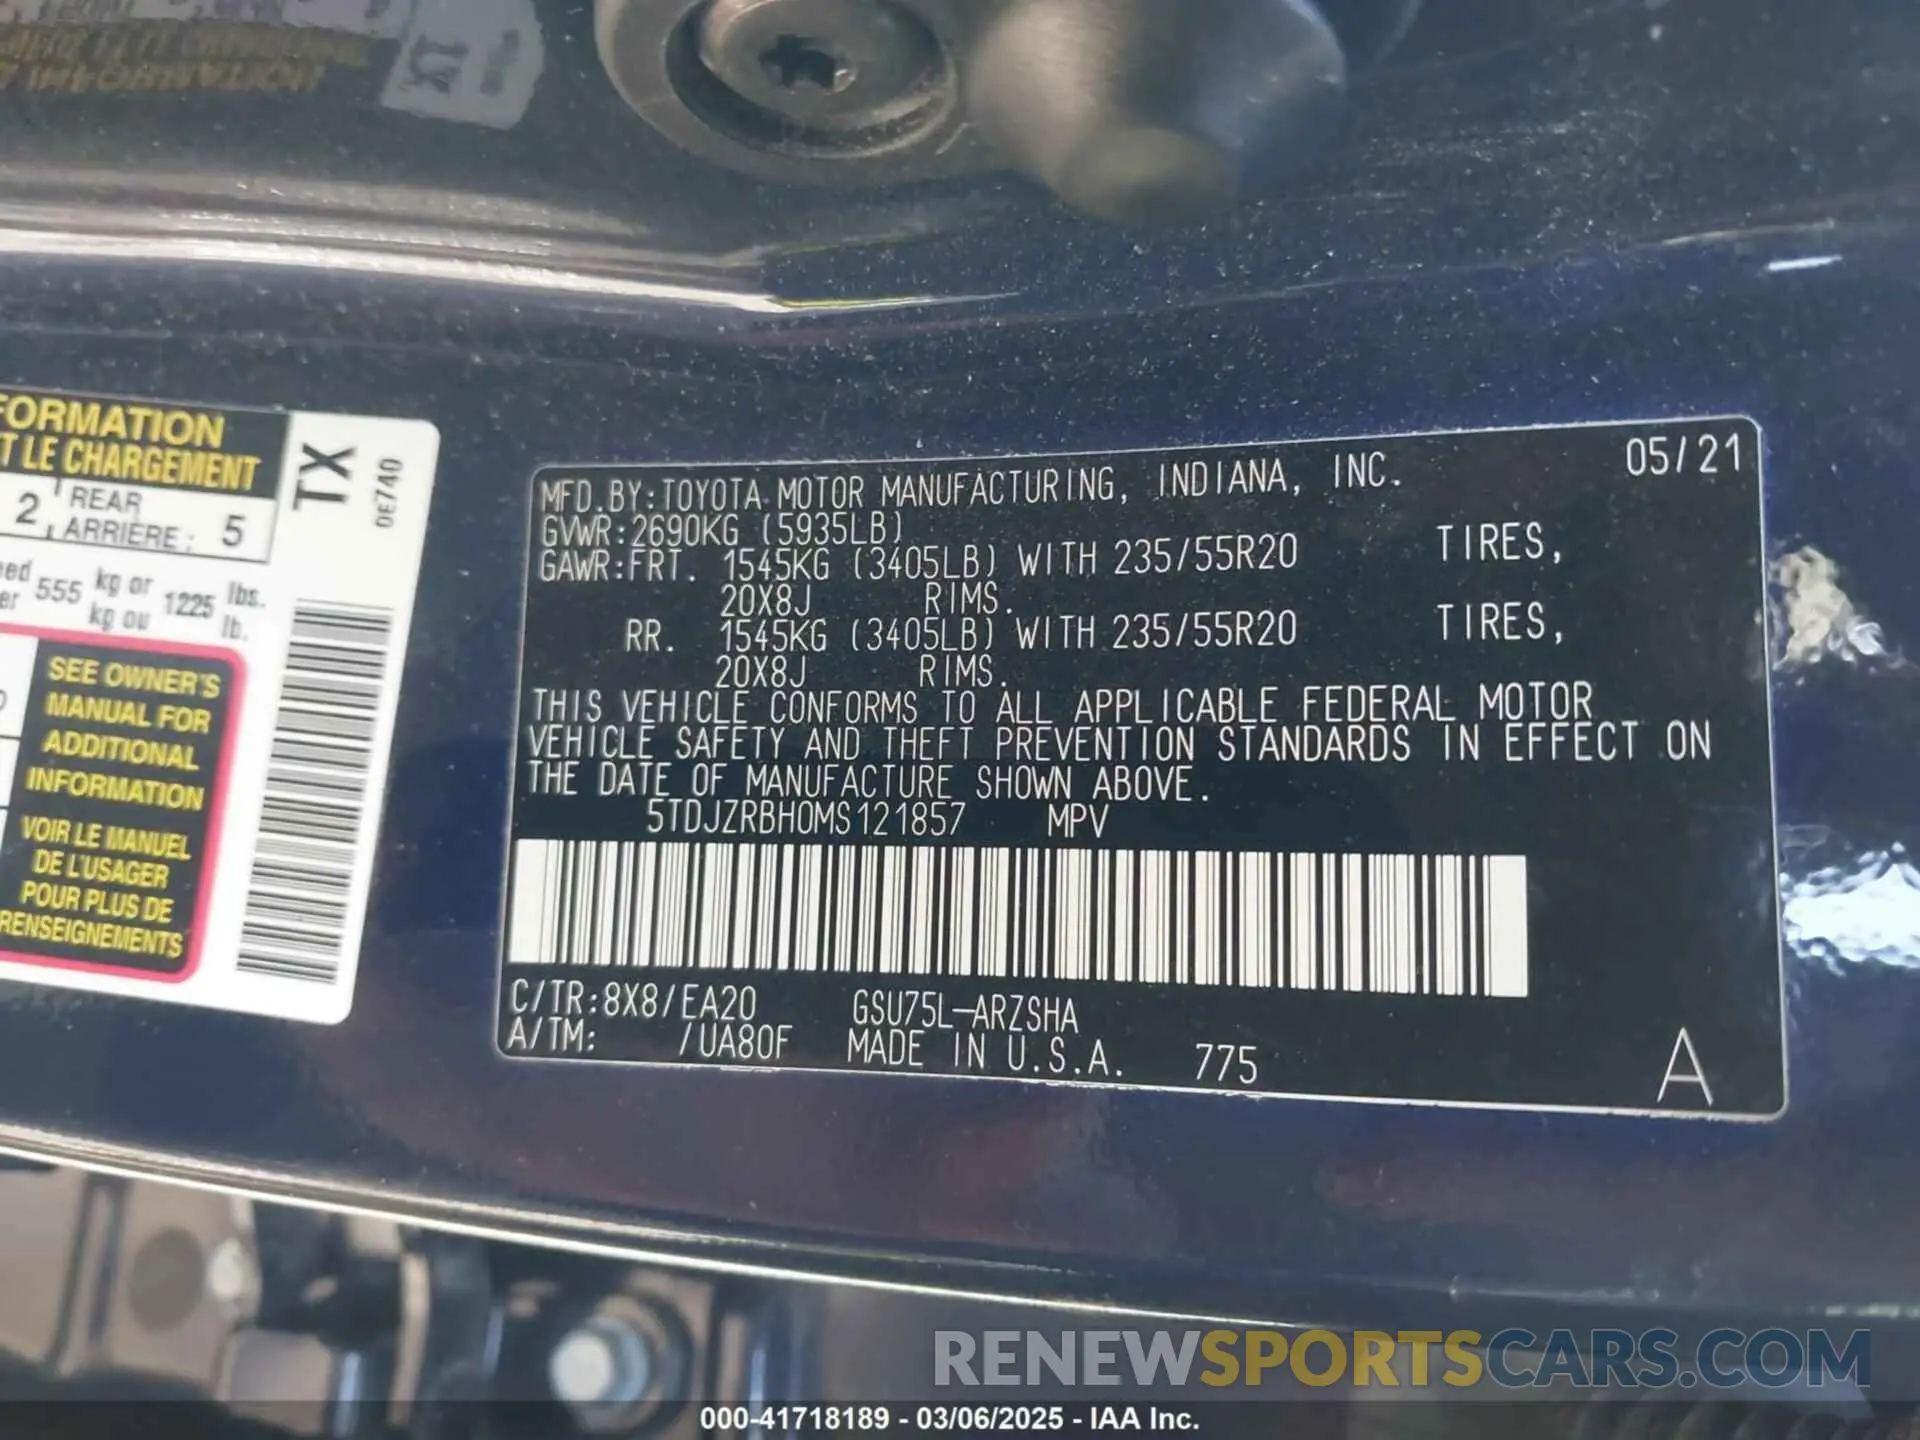 FORMATION
T LE CHARGEMENT
2 REAR ARRIÈRE: 5
555 kg or kg ou 1225 lbs. lb.
SEE OWNER'S
MANUAL FOR
ADDITIONAL
INFORMATION
VOIR LE MANUEL
DE L'USAGER
POUR PLUS DE
RENSEIGNEMENTS
TX
DE740
05/21
MFD.BY:TOYOTA MOTOR MANUFACTURING, INDIANA, INC.
GVWR:2690KG (5935LB)
GAWR:FRT. 1545KG (3405LB) WITH 235/55R20 TIRES,
20X8J RIMS.
RR. 1545KG (3405LB) WITH 235/55R20 TIRES,
20X8J RIMS.
THIS VEHICLE CONFORMS TO ALL APPLICABLE FEDERAL MOTOR
VEHICLE SAFETY AND THEFT PREVENTION STANDARDS IN EFFECT ON
THE DATE OF MANUFACTURE SHOWN ABOVE.
5TDJZRBH0MS121857 MPV
C/TR:8X8/EA20 GSU75L-ARZSHA
A/TM: /UA80F MADE IN U.S.A. 775
A
RENEWSPORTSCARS.COM
000-41718189 - 03/06/2025 - IAA Inc.